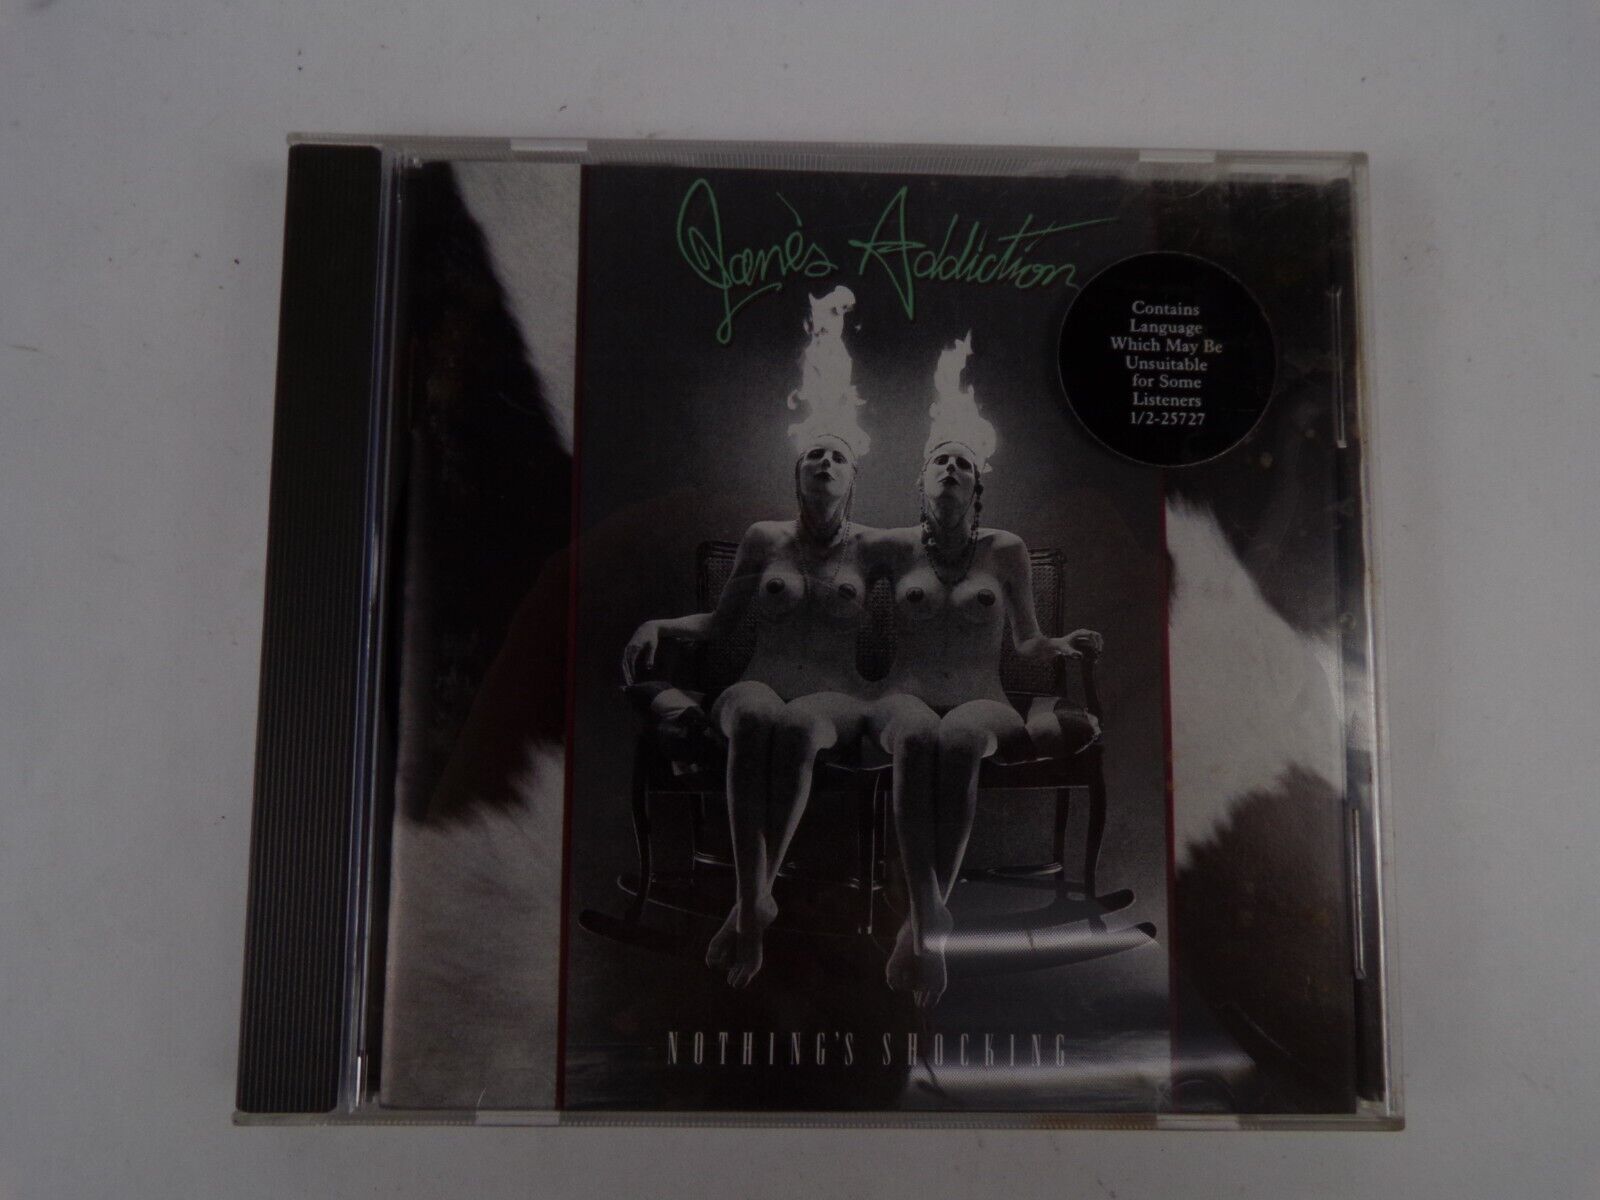 Jane's Addiction
Contains
Language
Which May Be
Unsuitable
for Some
Listeners
1/2-25727
NOTHING'S SHOCKING